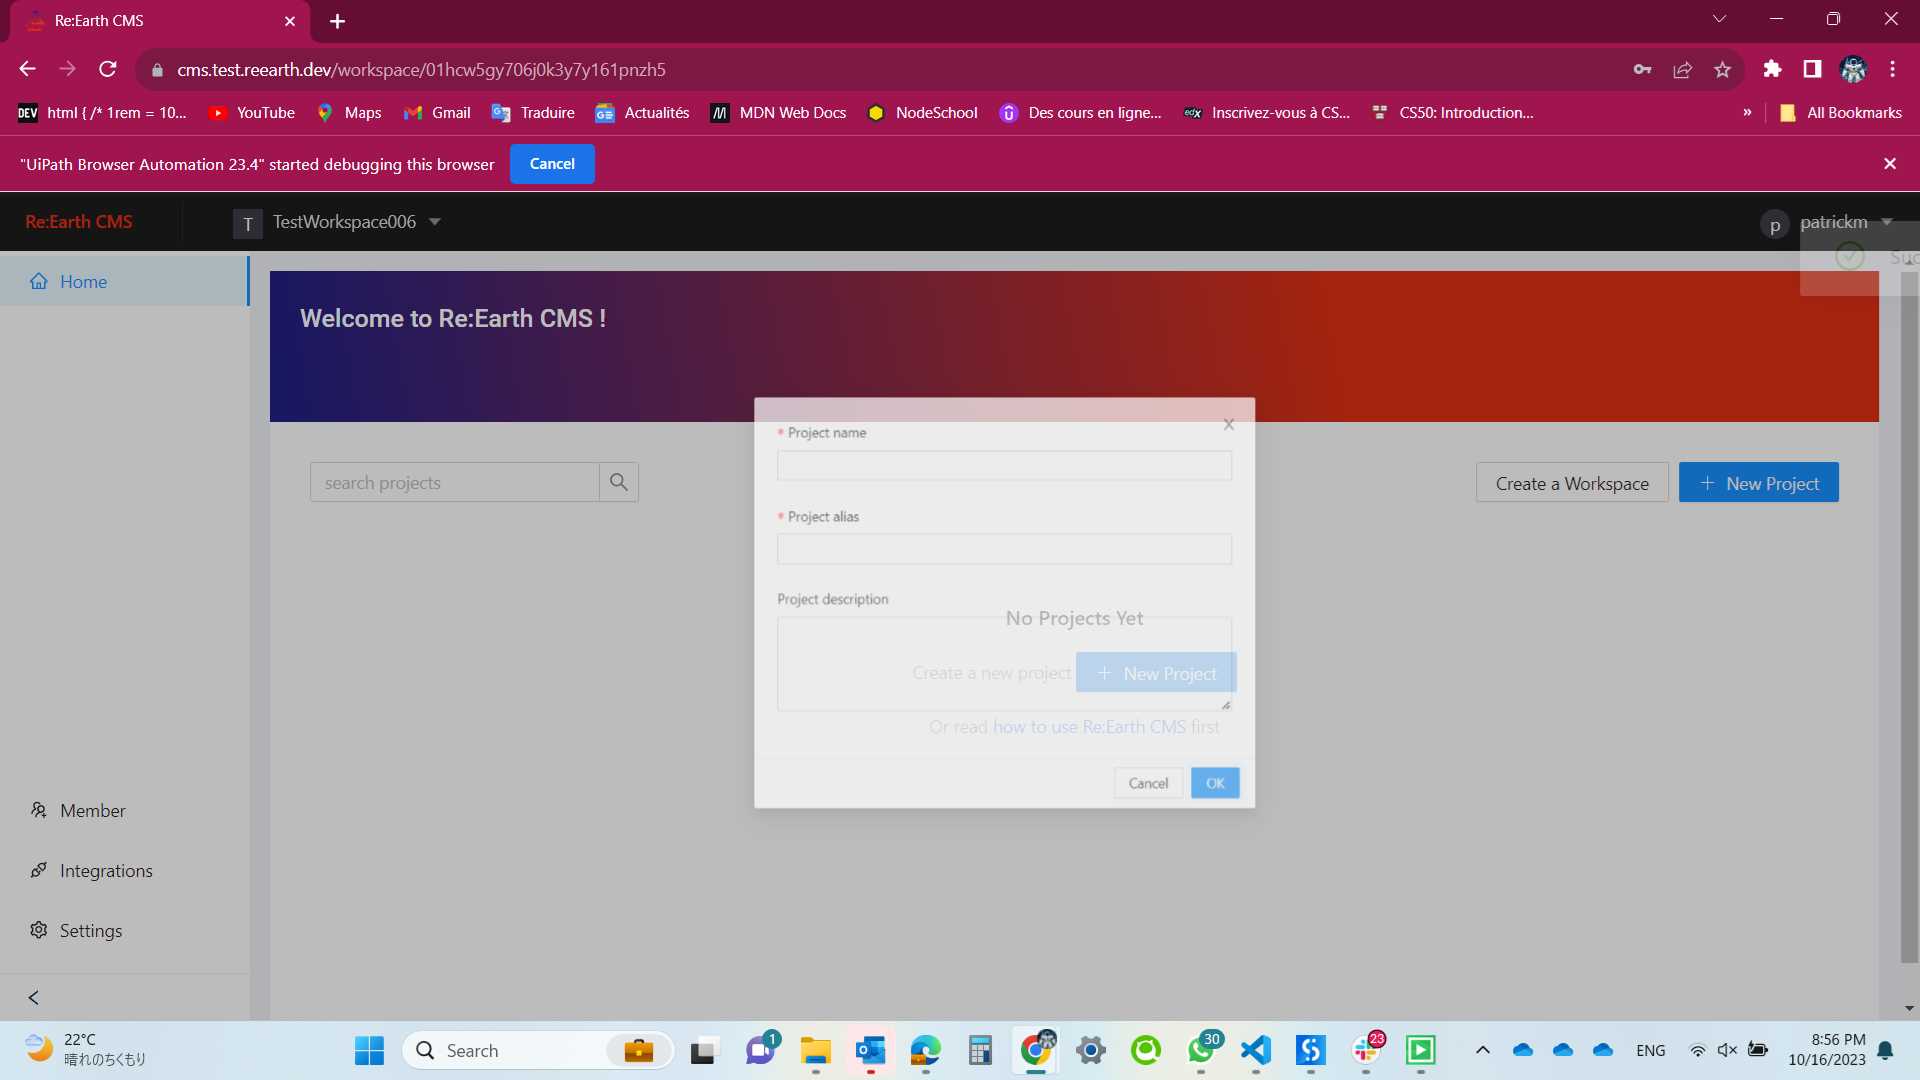 Re:Earth CMS
cms.test.reearth.dev/workspace/01hcw5gy706j0k3y7y161pnzh5
DEV html { /* 1rem = 10... YouTube Maps Gmail Traduire Actualités MDN Web Docs NodeSchool Des cours en ligne... edX Inscrivez-vous à CS... CS50: Introduction... » All Bookmarks
"UiPath Browser Automation 23.4" started debugging this browser Cancel
Re:Earth CMS T TestWorkspace006 p patrickm
Suc
Home
Welcome to Re:Earth CMS !
* Project name
search projects
Create a Workspace
+ New Project
* Project alias
Project description
No Projects Yet
Create a new project + New Project
Or read how to use Re:Earth CMS first
Cancel OK
Member
Integrations
Settings
22°C
晴れのちくもり
Search
1
30
23
ENG
8:56 PM
10/16/2023